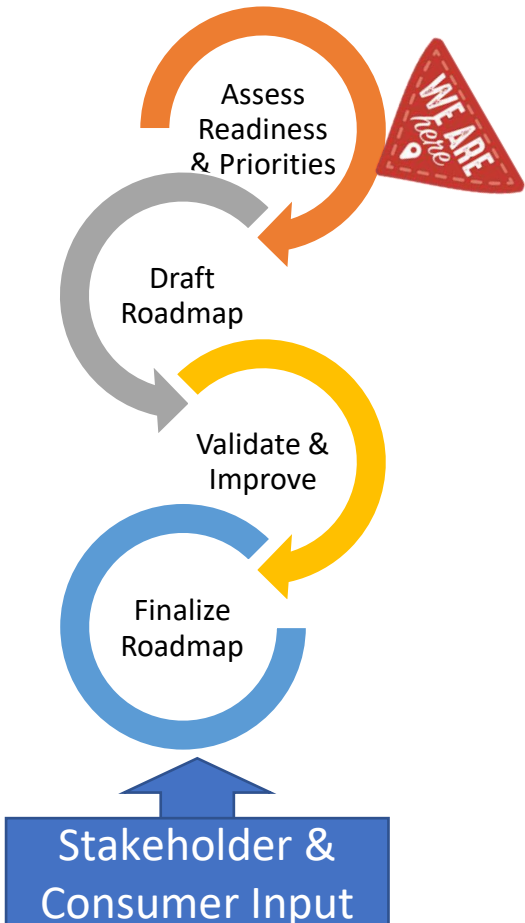 Assess
Readiness
& Priorities
WE ARE
here
Draft
Roadmap
Validate &
Improve
Finalize
Roadmap
Stakeholder &
Consumer Input